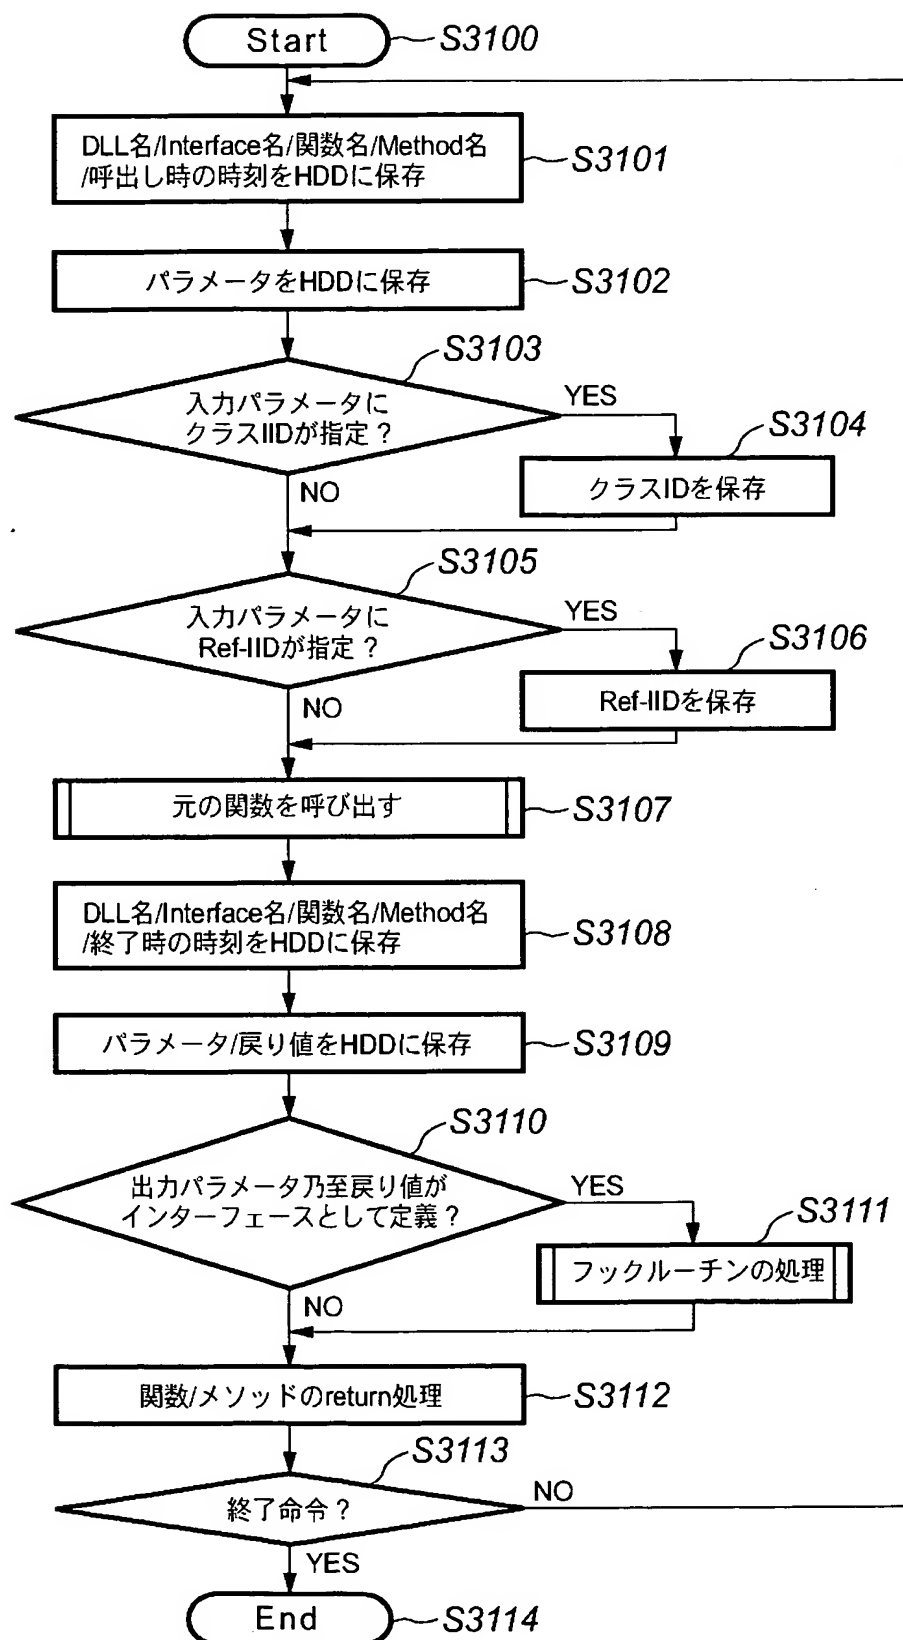 Start
S3100
DLL名/Interface名/関数名/Method名
/呼出し時の時刻をHDDに保存
S3101
パラメータをHDDに保存
S3102
S3103
入力パラメータに
クラスIIDが指定？
YES
NO
S3104
クラスIDを保存
S3105
入力パラメータに
Ref-IIDが指定？
YES
NO
S3106
Ref-IIDを保存
元の関数を呼び出す
S3107
DLL名/Interface名/関数名/Method名
/終了時の時刻をHDDに保存
S3108
パラメータ/戻り値をHDDに保存
S3109
S3110
出力パラメータ乃至戻り値が
インターフェースとして定義？
YES
NO
S3111
フックルーチンの処理
関数/メソッドのreturn処理
S3112
S3113
終了命令？
NO
YES
End
S3114